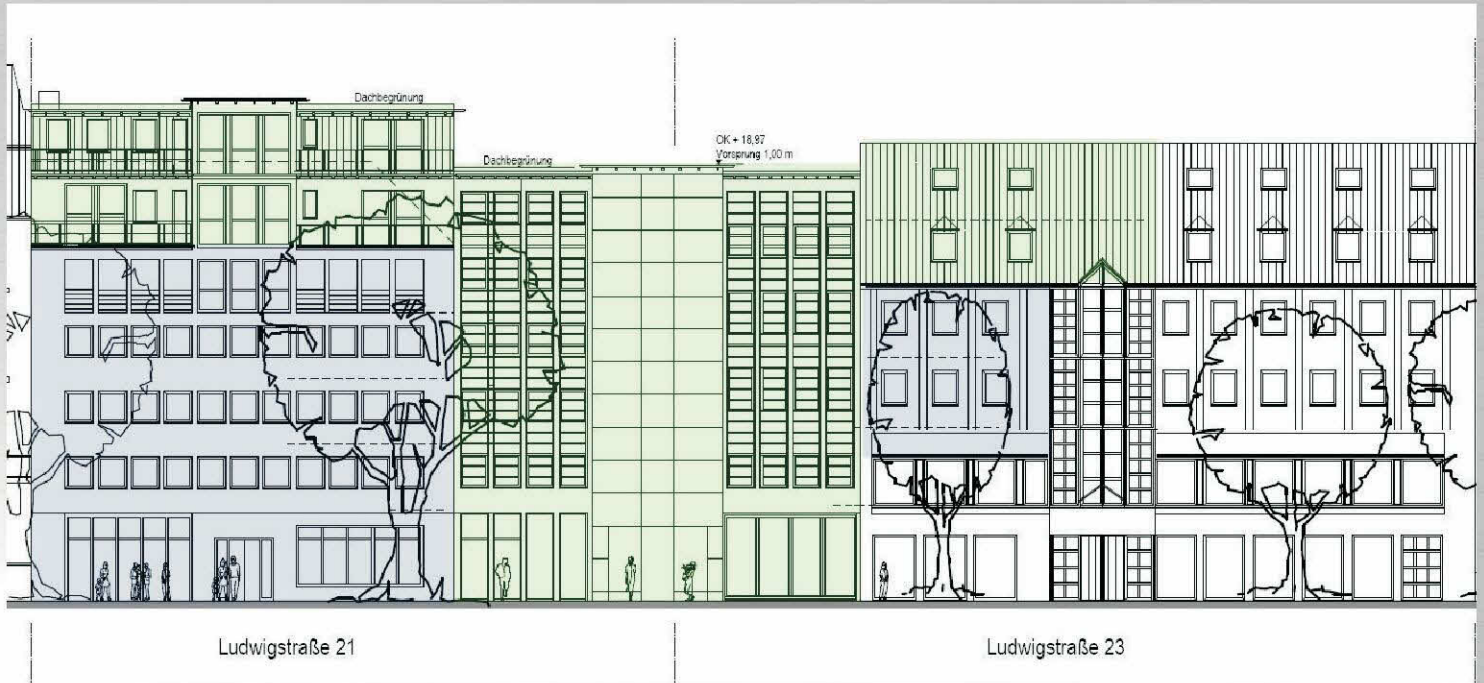 Dachbegrünung
Dachbegrünung
OK + 18,97
Vorsprung 1,00 m
Ludwigstraße 21
Ludwigstraße 23